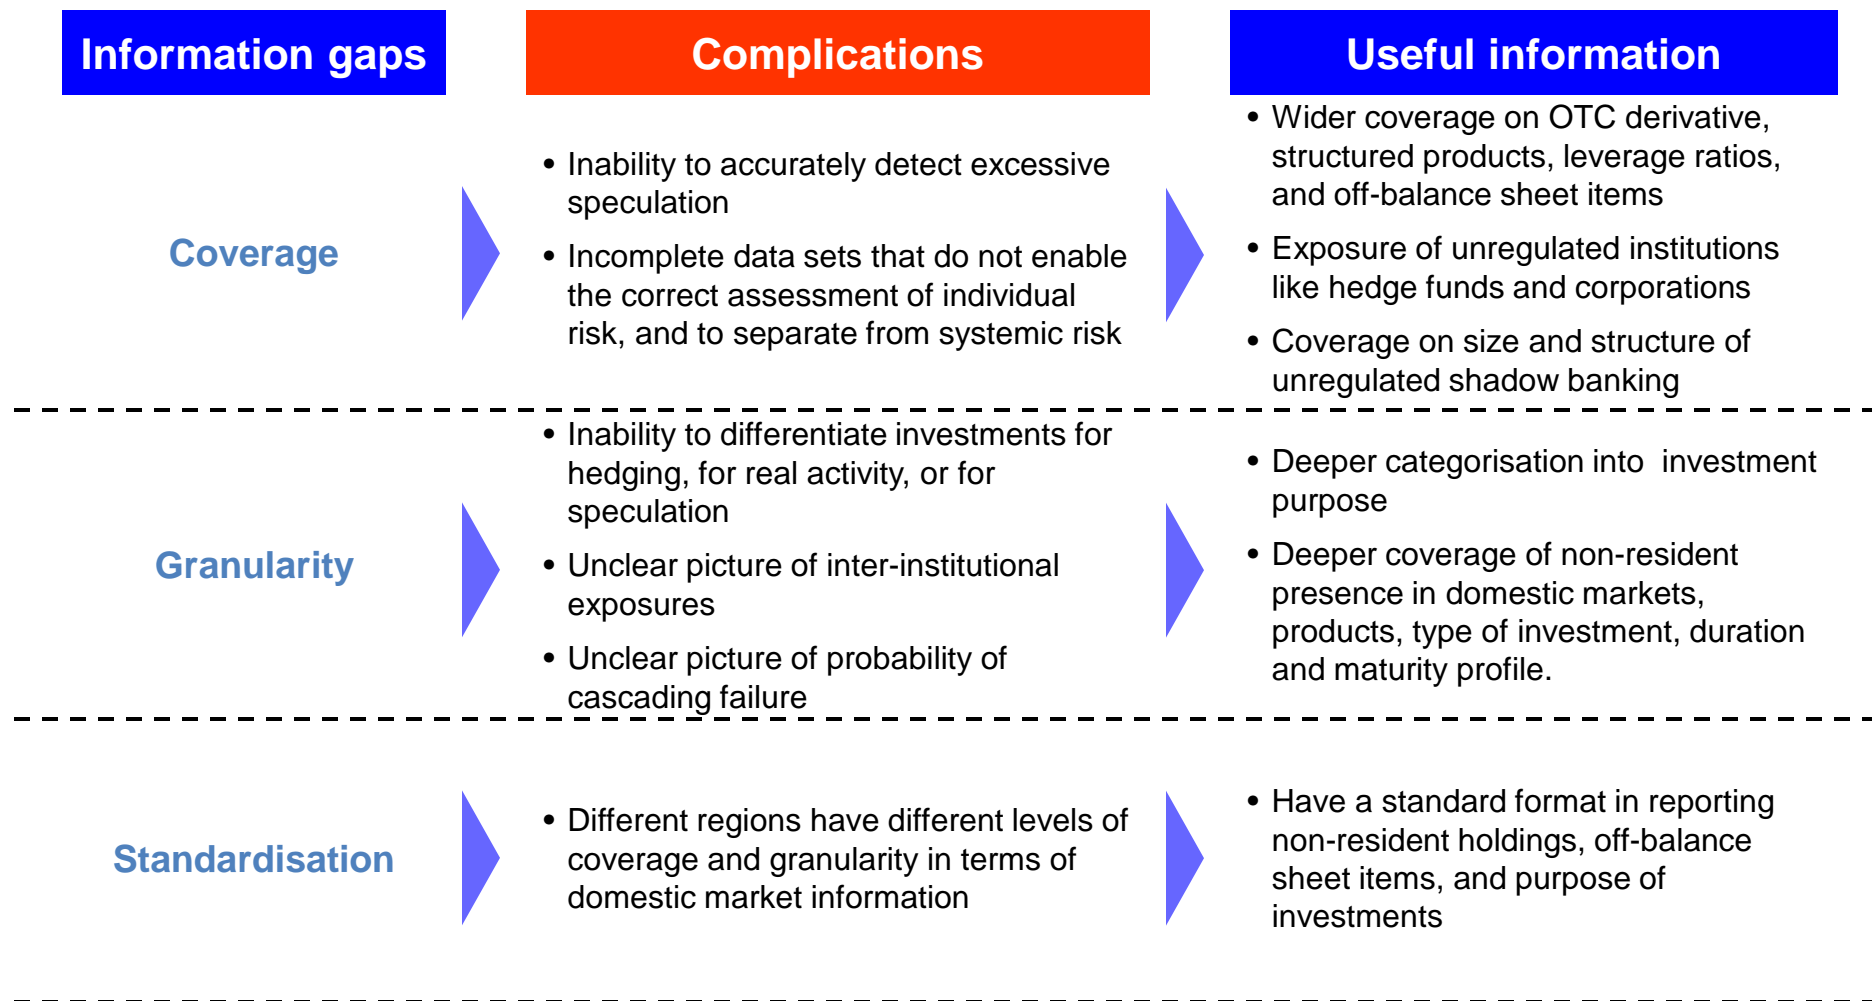 Information gaps
Complications
Useful information
Coverage
• Inability to accurately detect excessive
speculation
• Incomplete data sets that do not enable
the correct assessment of individual
risk, and to separate from systemic risk
• Wider coverage on OTC derivative,
structured products, leverage ratios,
and off-balance sheet items
• Exposure of unregulated institutions
like hedge funds and corporations
• Coverage on size and structure of
unregulated shadow banking
Granularity
• Inability to differentiate investments for
hedging, for real activity, or for
speculation
• Unclear picture of inter-institutional
exposures
• Unclear picture of probability of
cascading failure
• Deeper categorisation into  investment
purpose
• Deeper coverage of non-resident
presence in domestic markets,
products, type of investment, duration
and maturity profile.
Standardisation
• Different regions have different levels of
coverage and granularity in terms of
domestic market information
• Have a standard format in reporting
non-resident holdings, off-balance
sheet items, and purpose of
investments